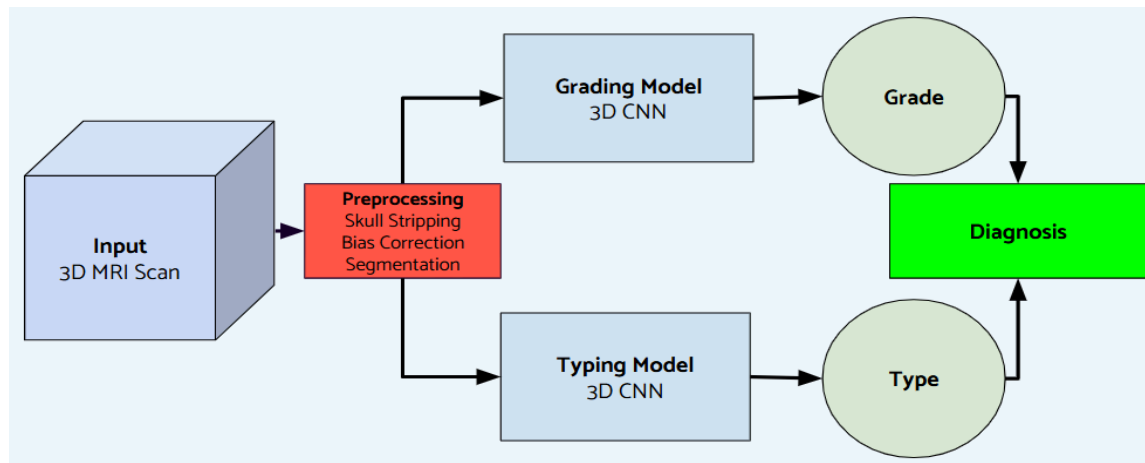 Input
3D MRI Scan
Preprocessing
Skull Stripping
Bias Correction
Segmentation
Grading Model
3D CNN
Grade
Typing Model
3D CNN
Type
Diagnosis